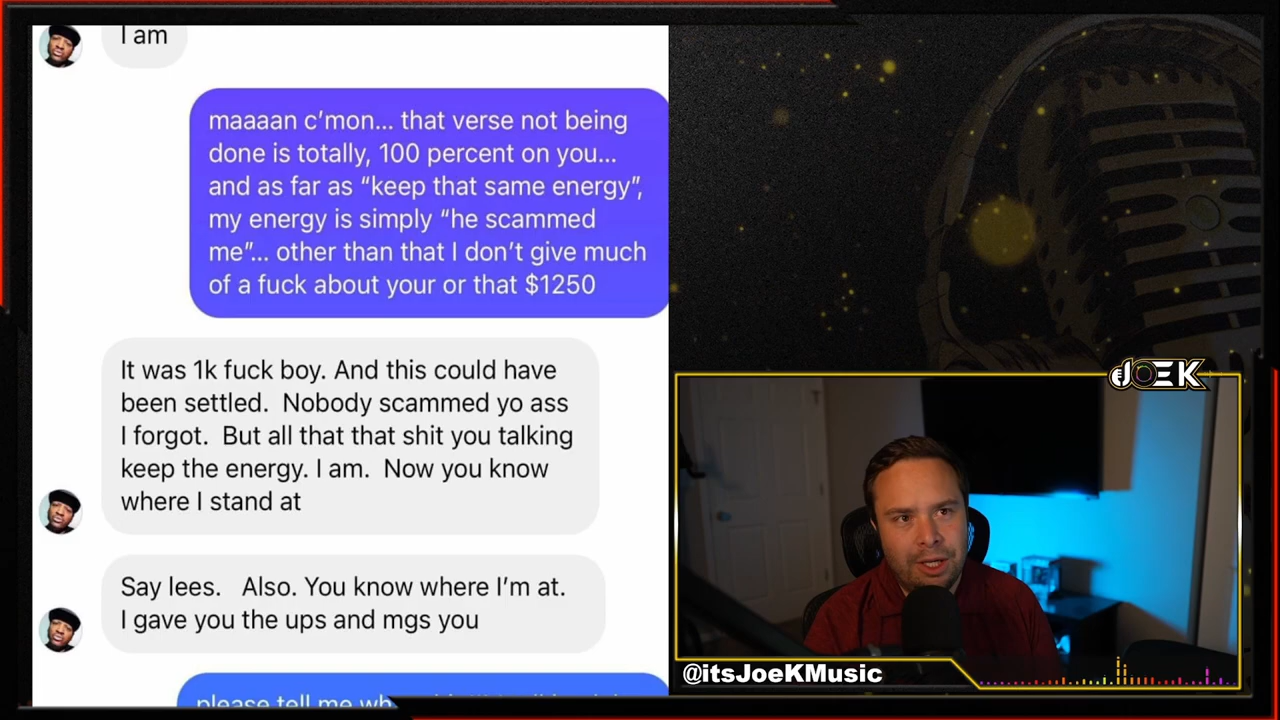 I am
maaaan c’mon... that verse not being
done is totally, 100 percent on you...
and as far as “keep that same energy”,
my energy is simply “he scammed
me”... other than that I don’t give much
of a fuck about your or that $1250
It was 1k fuck boy. And this could have
been settled. Nobody scammed yo ass
I forgot. But all that that shit you talking
keep the energy. I am. Now you know
where I stand at
Say lees. Also. You know where I’m at.
I gave you the ups and mgs you
please tell me
JOEK
@itsJoeKMusic